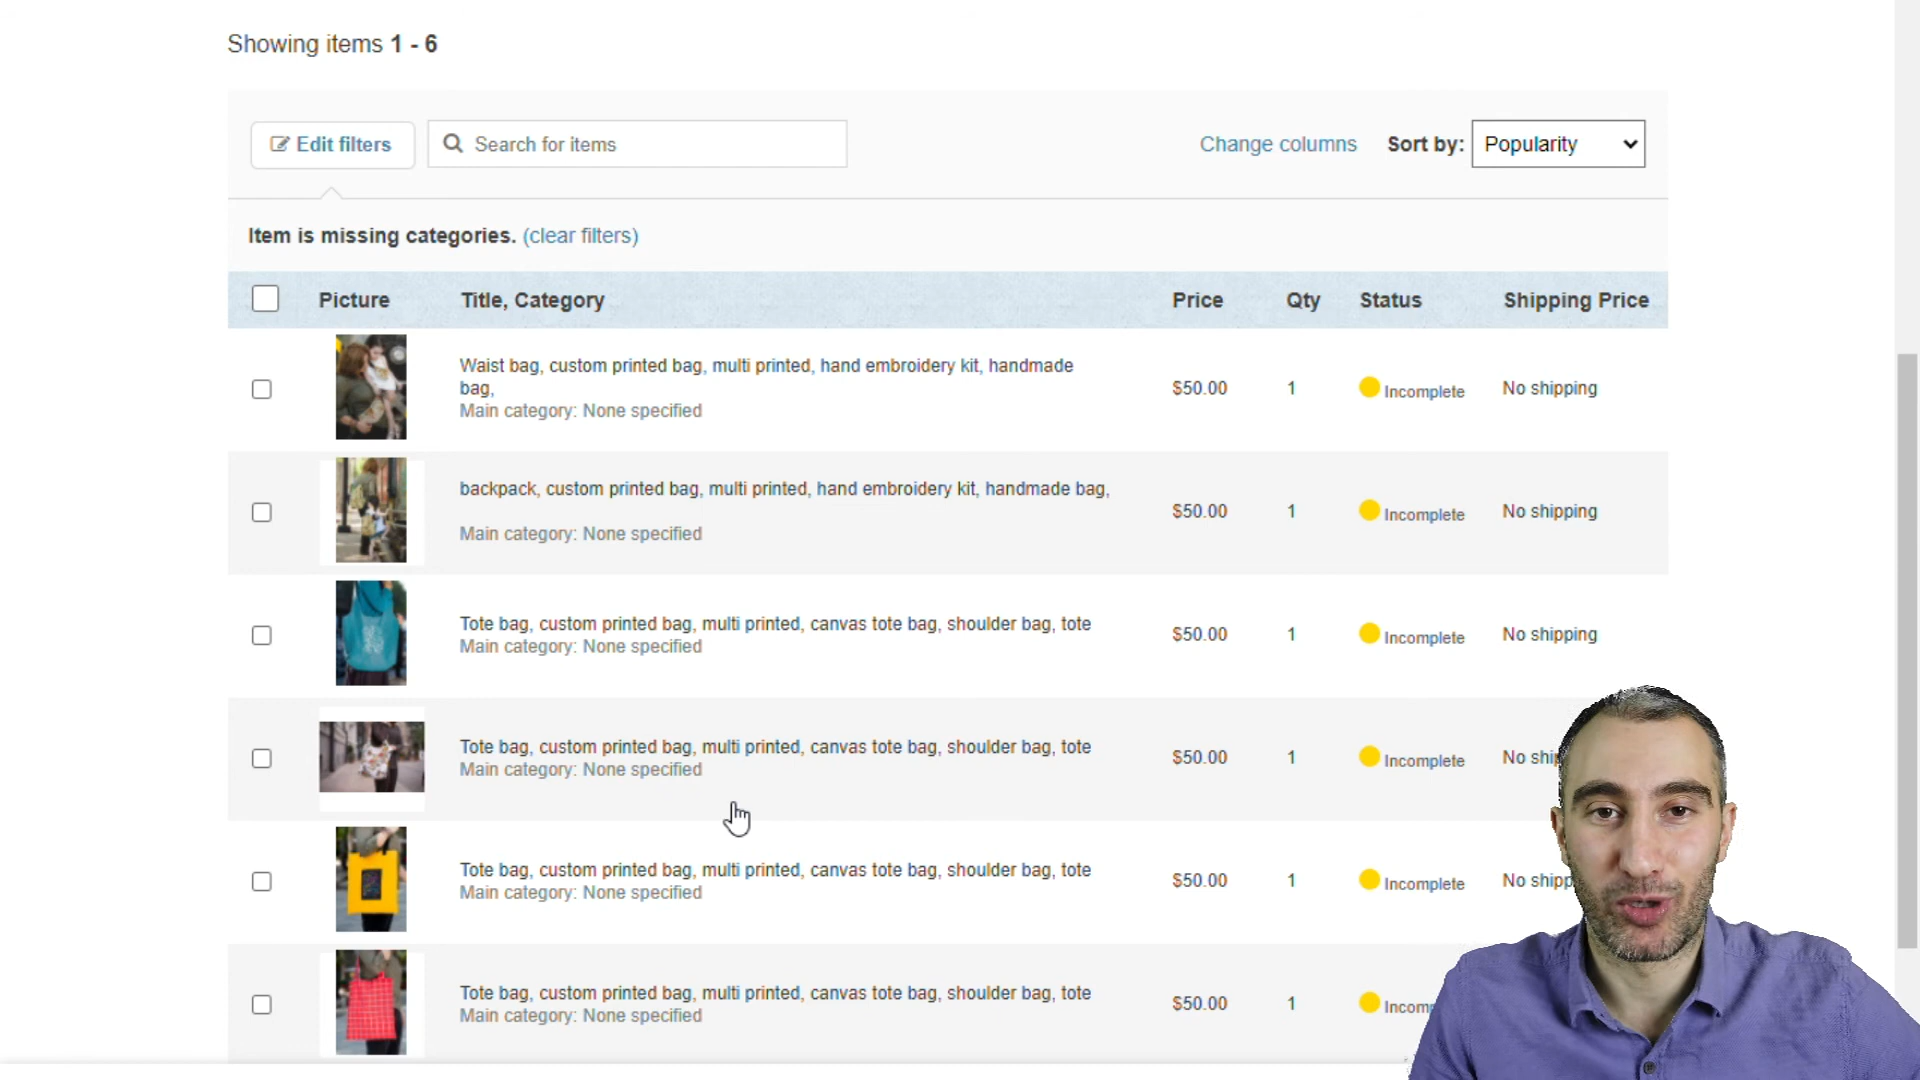 Showing items 1 - 6
Edit filters
Search for items
Change columns
Sort by:
Popularity
Item is missing categories. (clear filters)
Picture
Title, Category
Price
Qty
Status
Shipping Price
Waist bag, custom printed bag, multi printed, hand embroidery kit, handmade
bag,
Main category: None specified
$50.00
1
Incomplete
No shipping
backpack, custom printed bag, multi printed, hand embroidery kit, handmade bag,
Main category: None specified
$50.00
1
Incomplete
No shipping
Tote bag, custom printed bag, multi printed, canvas tote bag, shoulder bag, tote
Main category: None specified
$50.00
1
Incomplete
No shipping
Tote bag, custom printed bag, multi printed, canvas tote bag, shoulder bag, tote
Main category: None specified
$50.00
1
Incomplete
No ship
Tote bag, custom printed bag, multi printed, canvas tote bag, shoulder bag, tote
Main category: None specified
$50.00
1
Incomplete
No shipp
Tote bag, custom printed bag, multi printed, canvas tote bag, shoulder bag, tote
Main category: None specified
$50.00
1
Incom